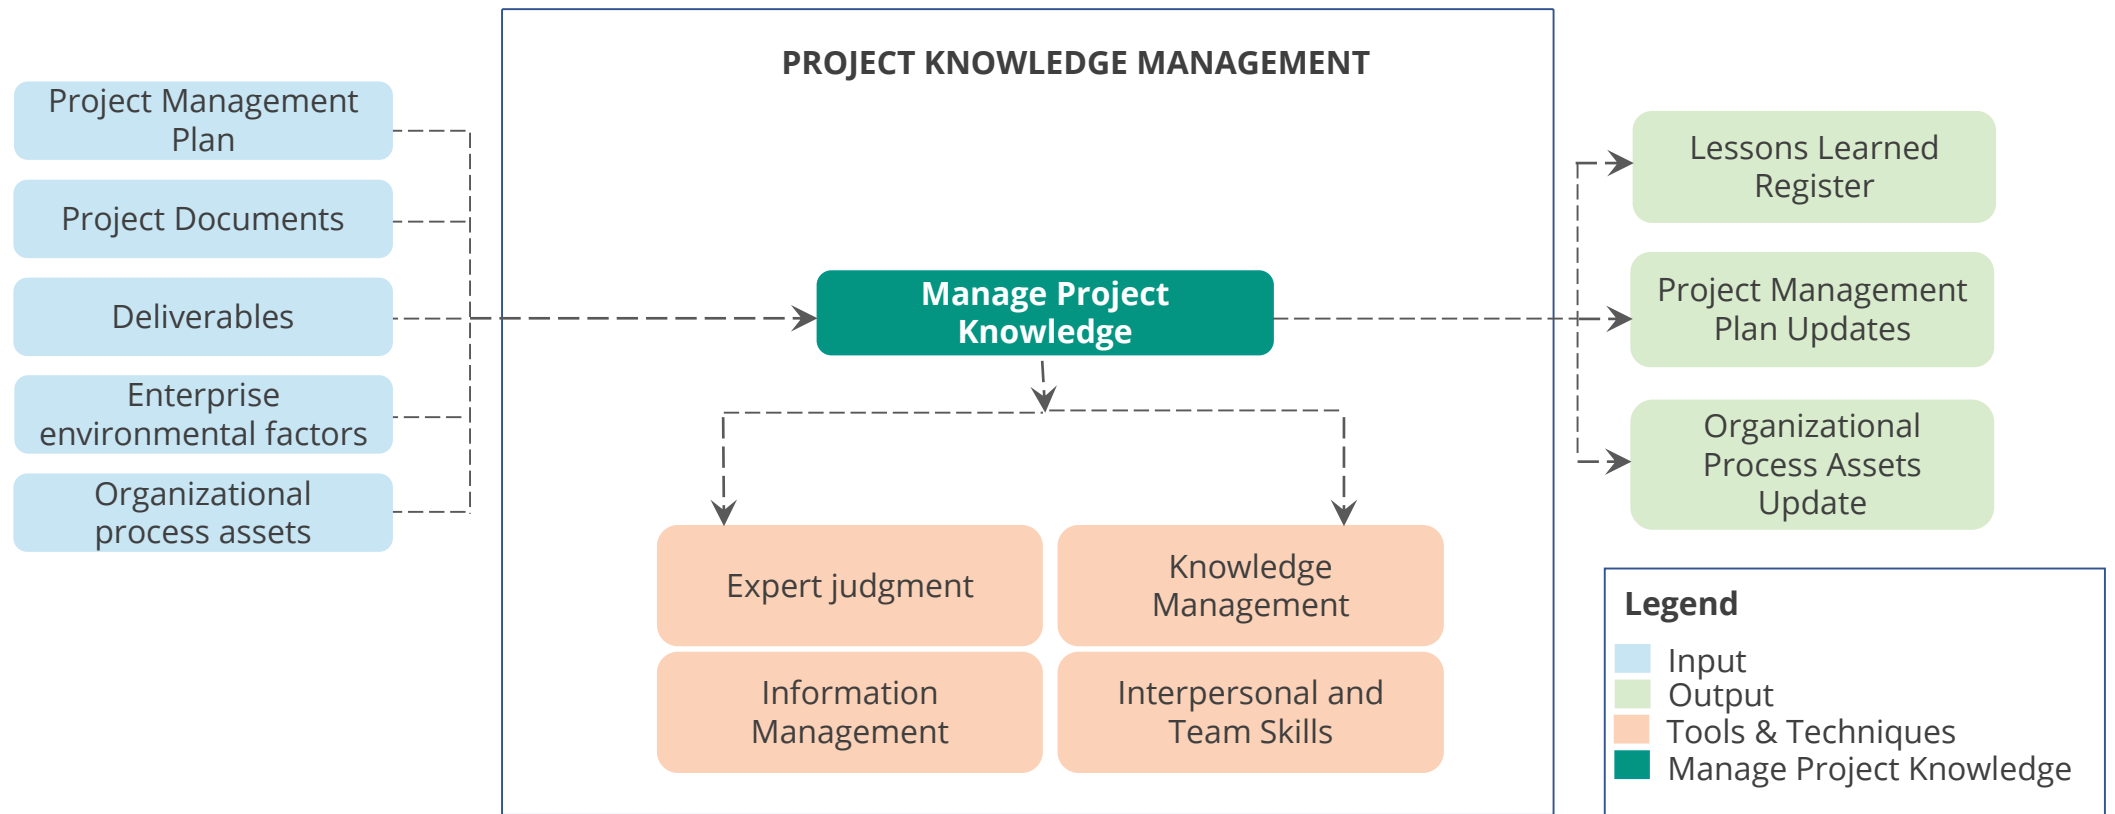 PROJECT KNOWLEDGE MANAGEMENT
Project Management
Plan
Project Documents
Deliverables
Enterprise
environmental factors
Organizational
process assets
Manage Project
Knowledge
Expert judgment
Knowledge
Management
Information
Management
Interpersonal and
Team Skills
Lessons Learned
Register
Project Management
Plan Updates
Organizational
Process Assets
Update
Legend
Input
Output
Tools & Techniques
Manage Project Knowledge